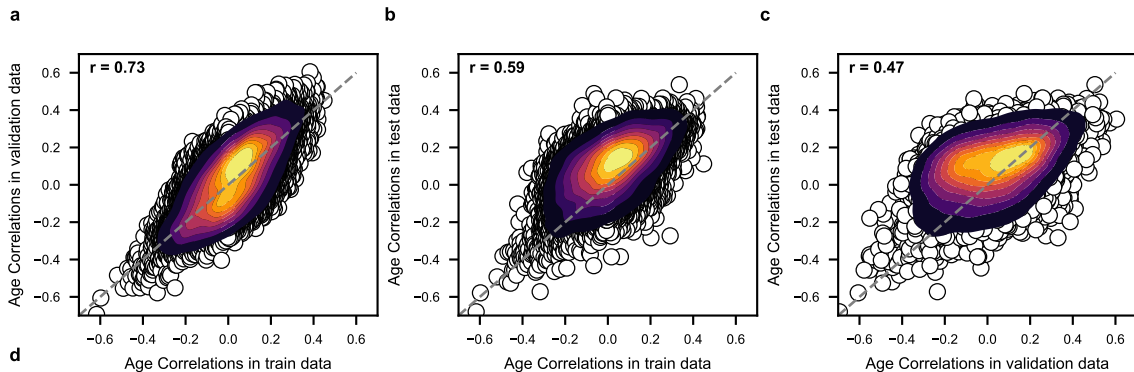 a
b
c
r = 0.73
r = 0.59
r = 0.47
Age Correlations in validation data
0.6
0.4
0.2
0.0
−0.2
−0.4
−0.6
−0.6 −0.4 −0.2 0.0 0.2 0.4 0.6
Age Correlations in train data
Age Correlations in test data
0.6
0.4
0.2
0.0
−0.2
−0.4
−0.6
−0.6 −0.4 −0.2 0.0 0.2 0.4 0.6
Age Correlations in train data
Age Correlations in test data
0.6
0.4
0.2
0.0
−0.2
−0.4
−0.6
−0.6 −0.4 −0.2 0.0 0.2 0.4 0.6
Age Correlations in validation data
d